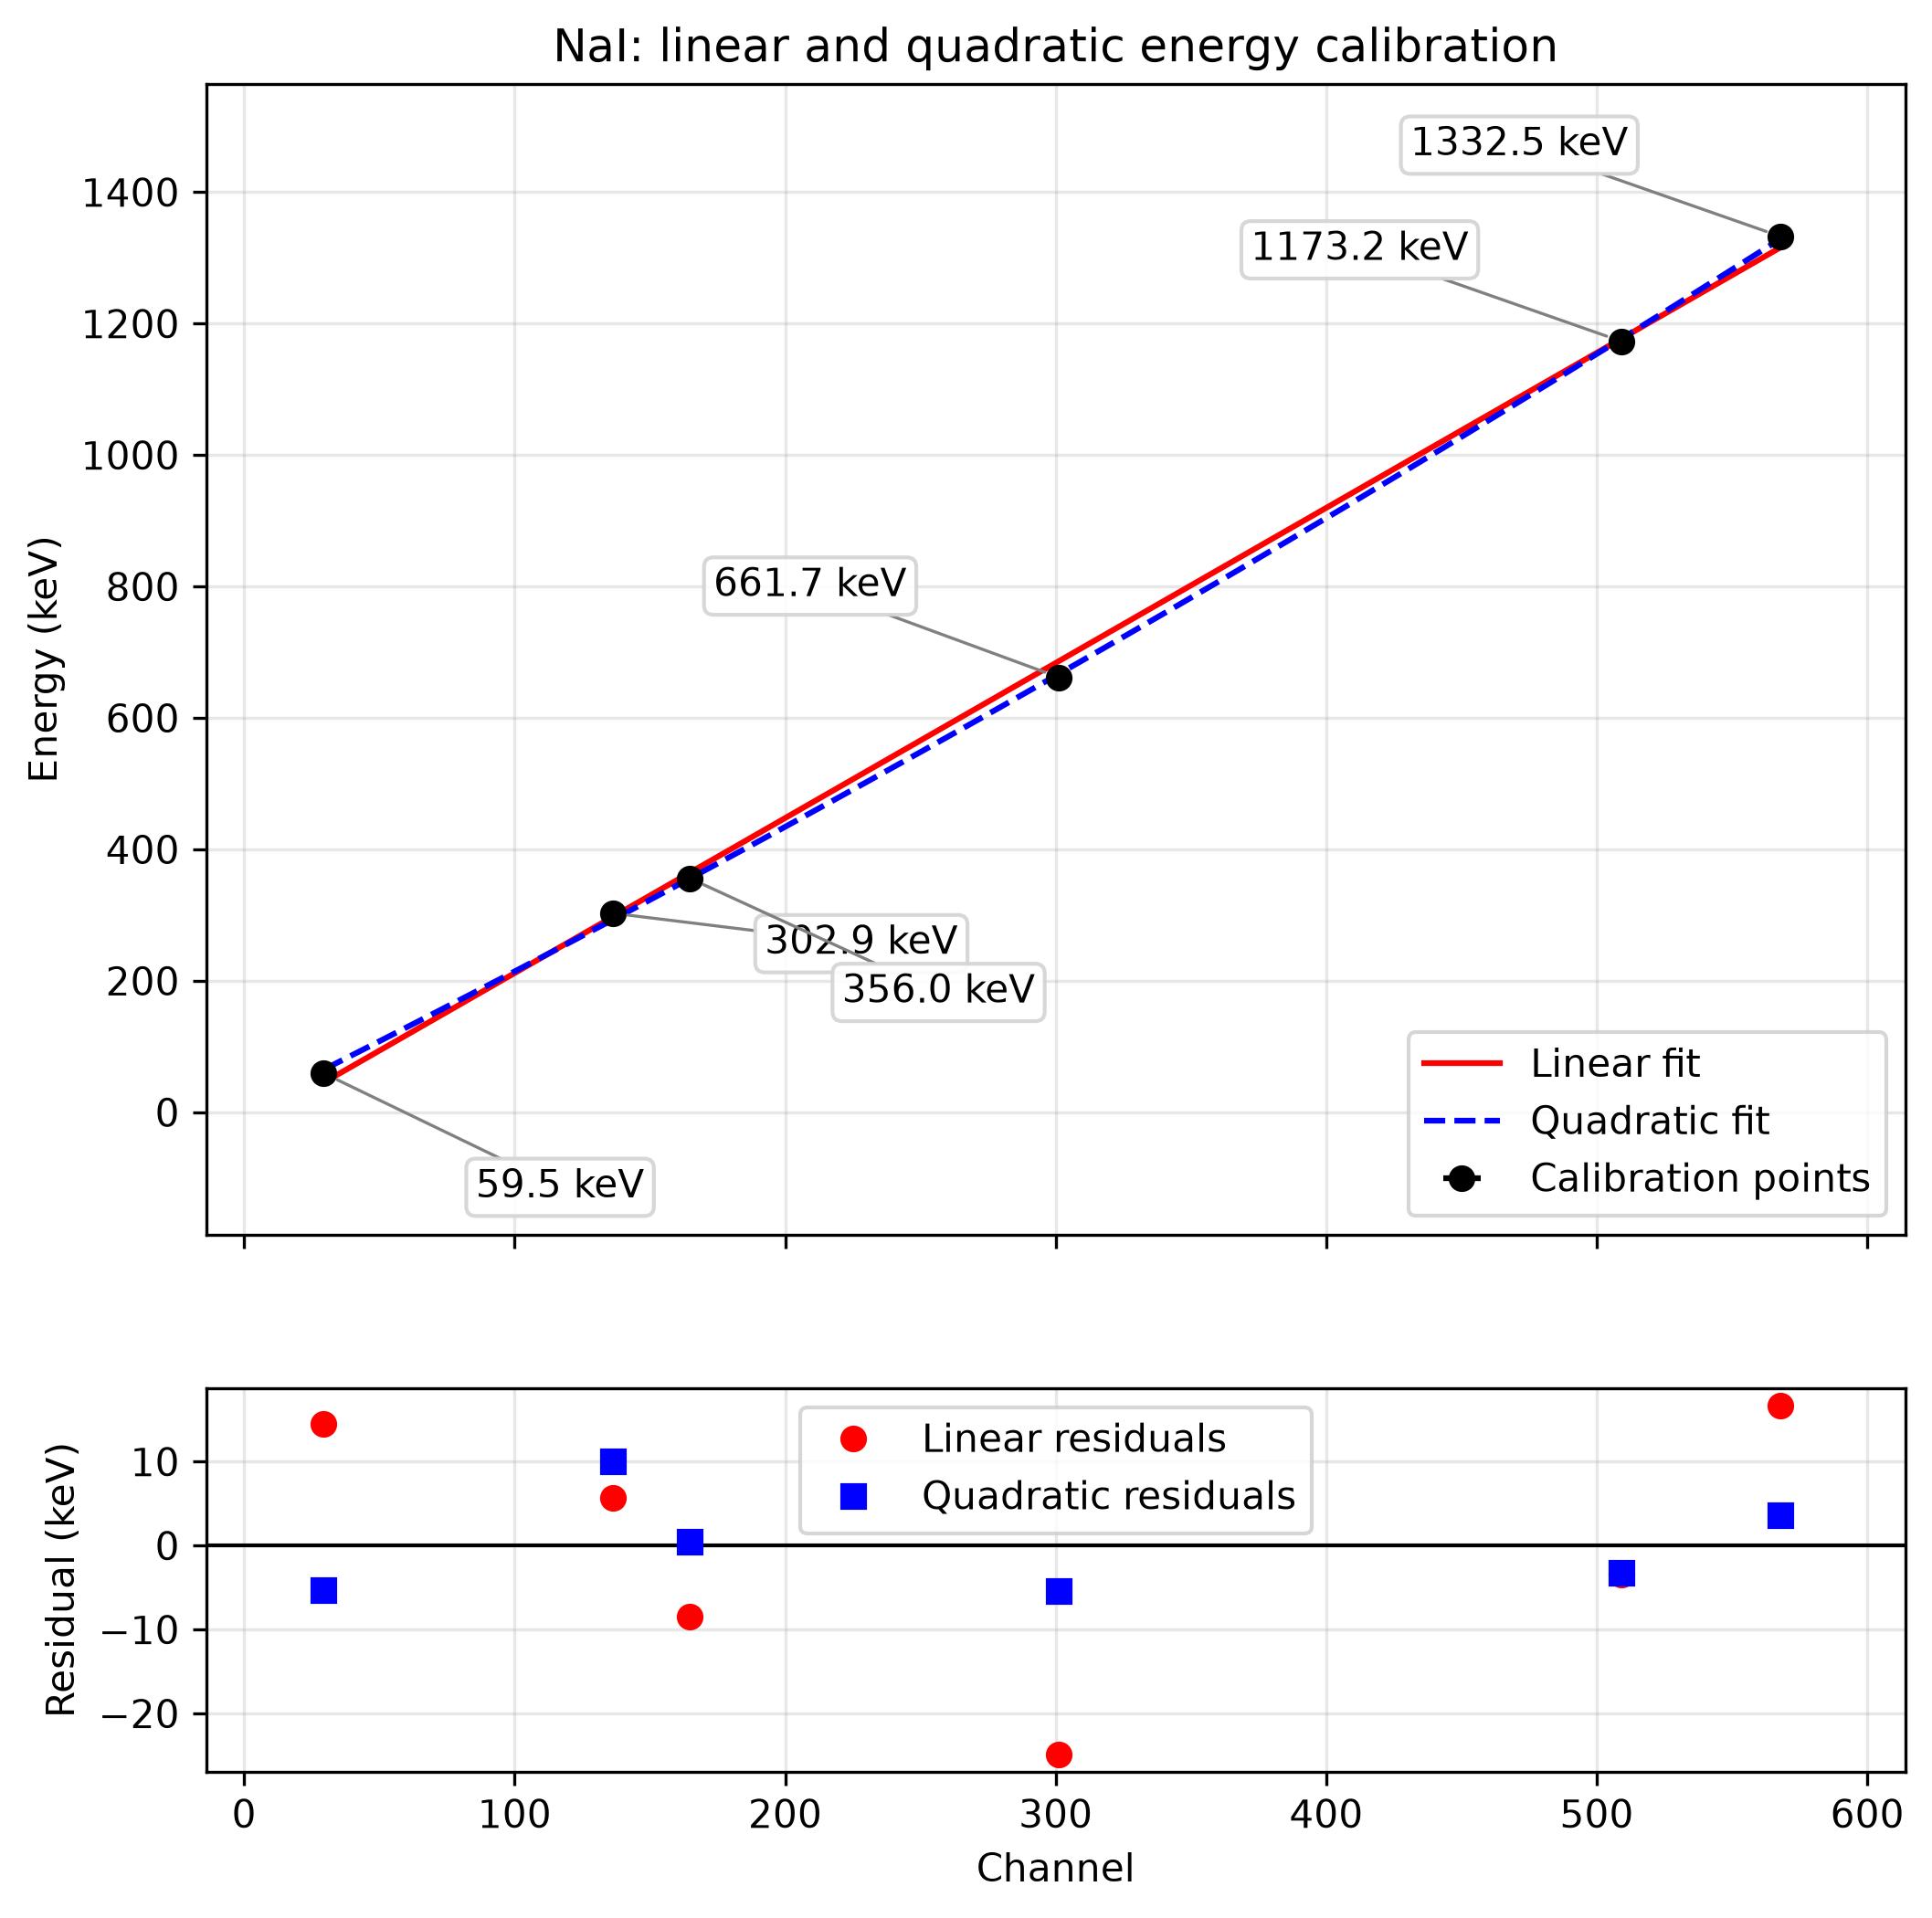 NaI: linear and quadratic energy calibration
1332.5 keV
1173.2 keV
661.7 keV
302.9 keV
356.0 keV
59.5 keV
Energy (keV)
1400
1200
1000
800
600
400
200
0
Linear fit
Quadratic fit
Calibration points
Linear residuals
Quadratic residuals
Residual (keV)
10
0
−10
−20
0 100 200 300 400 500 600
Channel